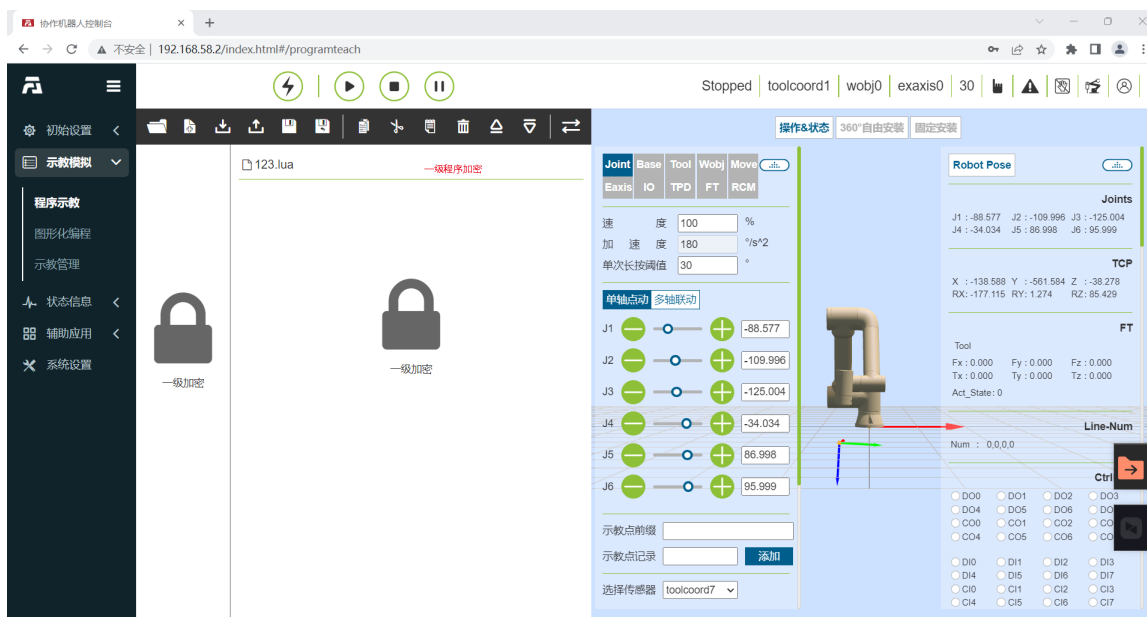 协作机器人控制台
不安全 | 192.168.58.2/index.html#/programteach
Stopped toolcoord1 wobj0 exaxis0 30
初始设置
示教模拟
程序示教
图形化编程
示教管理
状态信息
辅助应用
系统设置
一级加密
123.lua
一级程序加密
一级加密
操作&状态 360°自由安装 固定安装
Joint Base Tool Wobj Move
Eaxis IO TPD FT RCM
速度 100 %
加速度 180 °/s^2
单次长按阈值 30 °
单轴点动 多轴联动
J1 -88.577
J2 -109.996
J3 -125.004
J4 -34.034
J5 86.998
J6 95.999
示教点前缀
示教点记录 添加
选择传感器 toolcoord7
Robot Pose
Joints
J1 : -88.577 J2 : -109.996 J3 : -125.004
J4 : -34.034 J5 : 86.998 J6 : 95.999
TCP
X : -138.588 Y : -561.584 Z : -38.278
RX: -177.115 RY: 1.274 RZ: 85.429
FT
Tool
Fx : 0.000 Fy : 0.000 Fz : 0.000
Tx : 0.000 Ty : 0.000 Tz : 0.000
Act_State: 0
Line-Num
Num : 0,0,0,0
Ctrl
DO0 DO1 DO2 DO3
DO4 DO5 DO6 DO
CO0 CO1 CO2 CO
CO4 CO5 CO6 CO
DI0 DI1 DI2 DI3
DI4 DI5 DI6 DI7
CI0 CI1 CI2 CI3
CI4 CI5 CI6 CI7